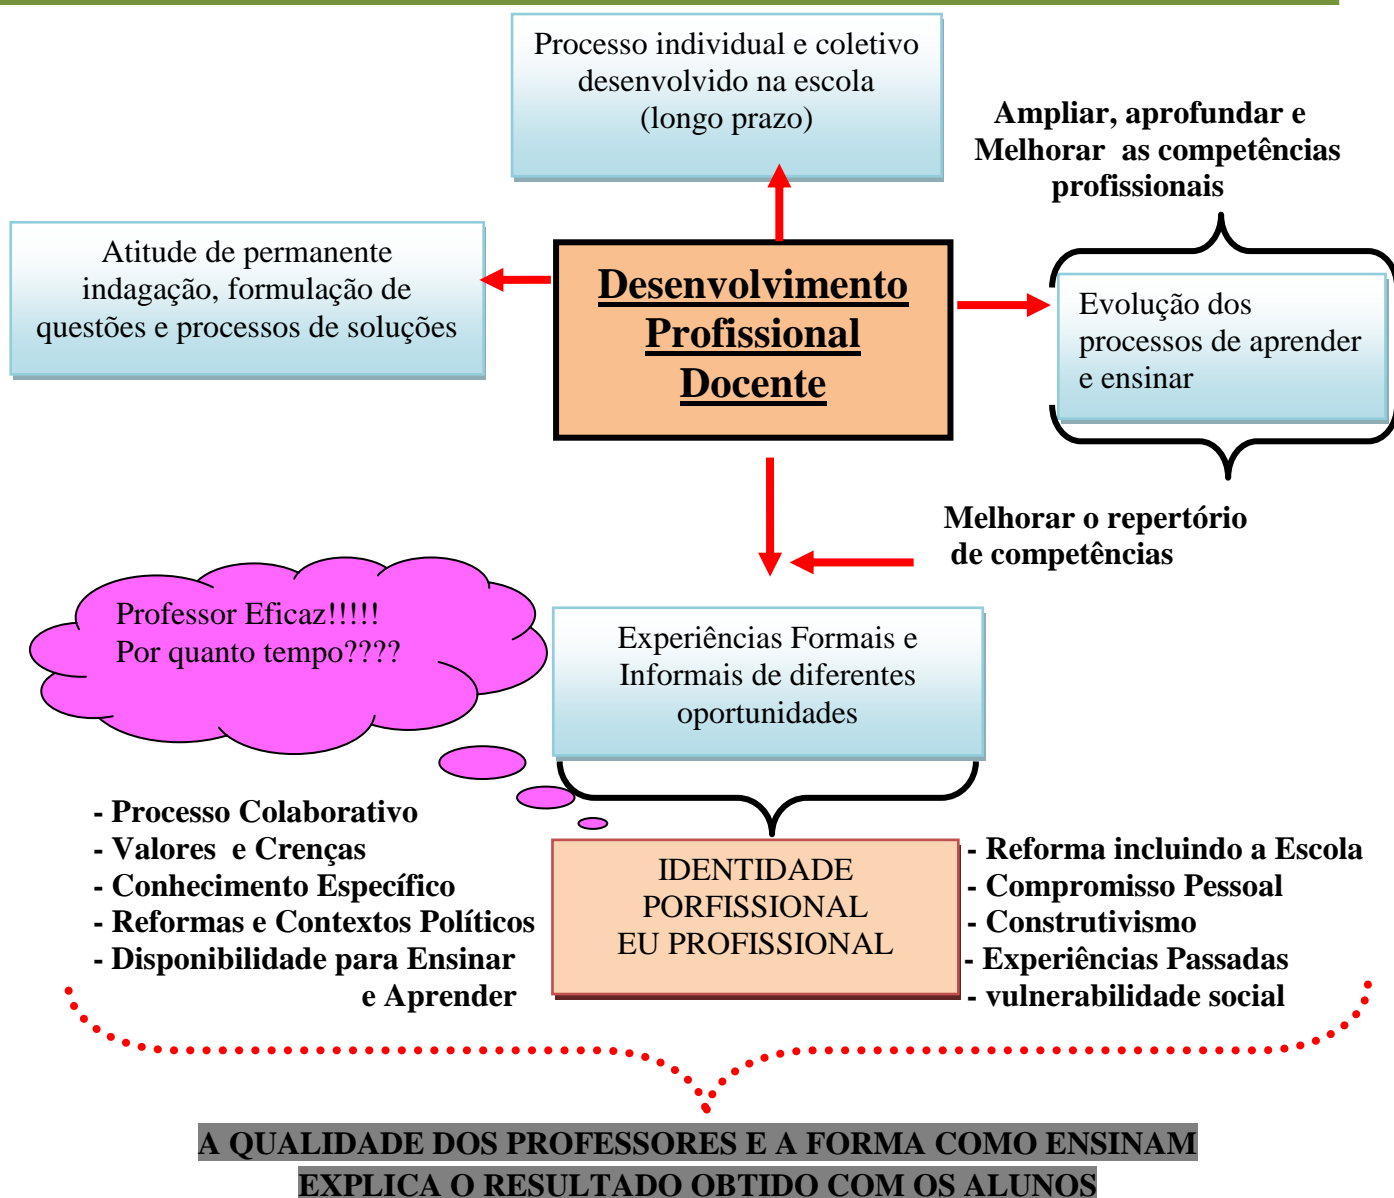 Processo individual e coletivo
desenvolvido na escola
(longo prazo)
Ampliar, aprofundar e
Melhorar  as competências
profissionais
Atitude de permanente
indagação, formulação de
questões e processos de soluções
Desenvolvimento
Profissional
Docente
Evolução dos
processos de aprender
e ensinar
Melhorar o repertório
de competências
Professor Eficaz!!!!!
Por quanto tempo????
Experiências Formais e
Informais de diferentes
oportunidades
- Processo Colaborativo
- Valores  e Crenças
- Conhecimento Específico
- Reformas e Contextos Políticos
- Disponibilidade para Ensinar
e Aprender
IDENTIDADE
PORFISSIONAL
EU PROFISSIONAL
- Reforma incluindo a Escola
- Compromisso Pessoal
- Construtivismo
- Experiências Passadas
- vulnerabilidade social
A QUALIDADE DOS PROFESSORES E A FORMA COMO ENSINAM
EXPLICA O RESULTADO OBTIDO COM OS ALUNOS